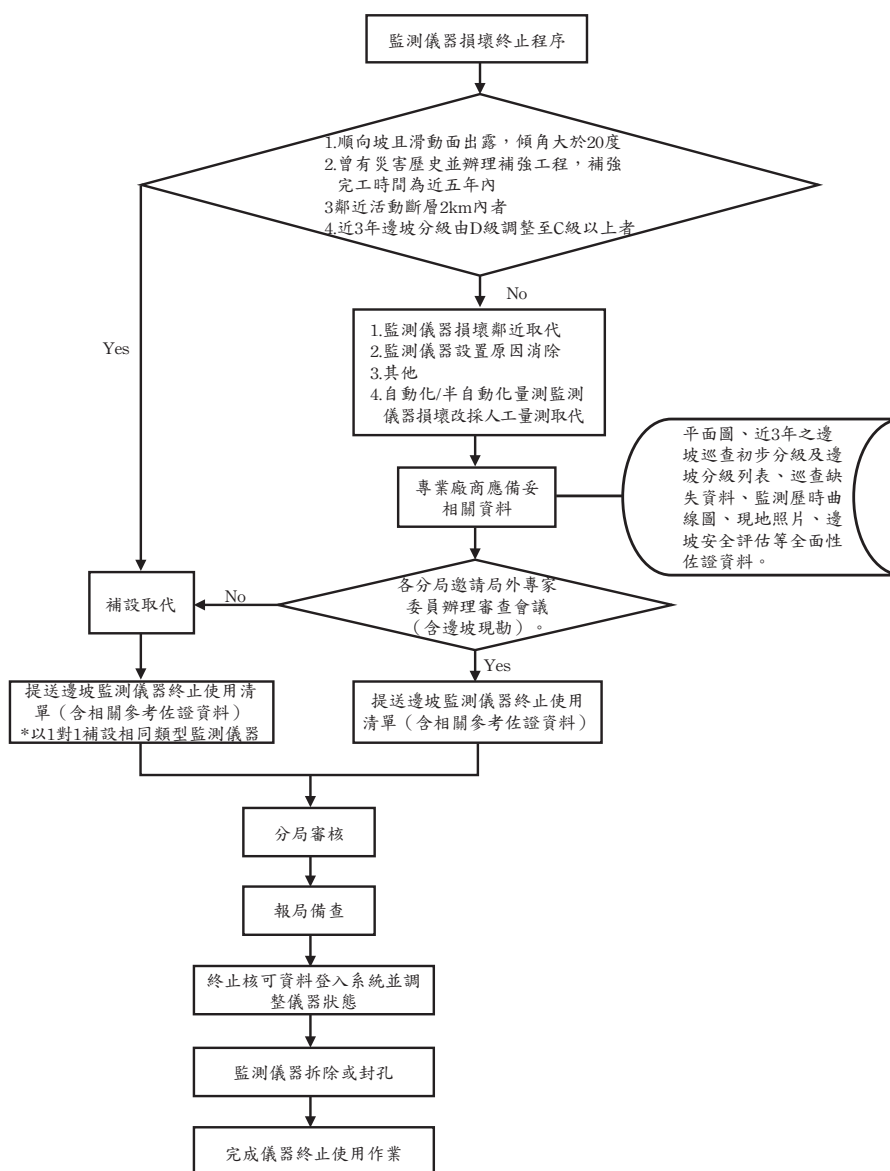 監測儀器損壞終止程序
1.順向坡且滑動面出露，傾角大於20度
2.曾有災害歷史並辦理補強工程，補強
完工時間為近五年內
3鄰近活動斷層2km內者
4.近3年邊坡分級由D級調整至C級以上者
No
Yes
1.監測儀器損壞鄰近取代
2.監測儀器設置原因消除
3.其他
4.自動化/半自動化量測監測
儀器損壞改採人工量測取代
專業廠商應備妥
相關資料
平面圖、近3年之邊
坡巡查初步分級及邊
坡分級列表、巡查缺
失資料、監測歷時曲
線圖、現地照片、邊
坡安全評估等全面性
佐證資料。
各分局邀請局外專家
委員辦理審查會議
（含邊坡現勘）。
No
補設取代
Yes
提送邊坡監測儀器終止使用清
單（含相關參考佐證資料）
*以1對1補設相同類型監測儀器
提送邊坡監測儀器終止使用
清單（含相關參考佐證資料）
分局審核
報局備查
終止核可資料登入系統並調
整儀器狀態
監測儀器拆除或封孔
完成儀器終止使用作業